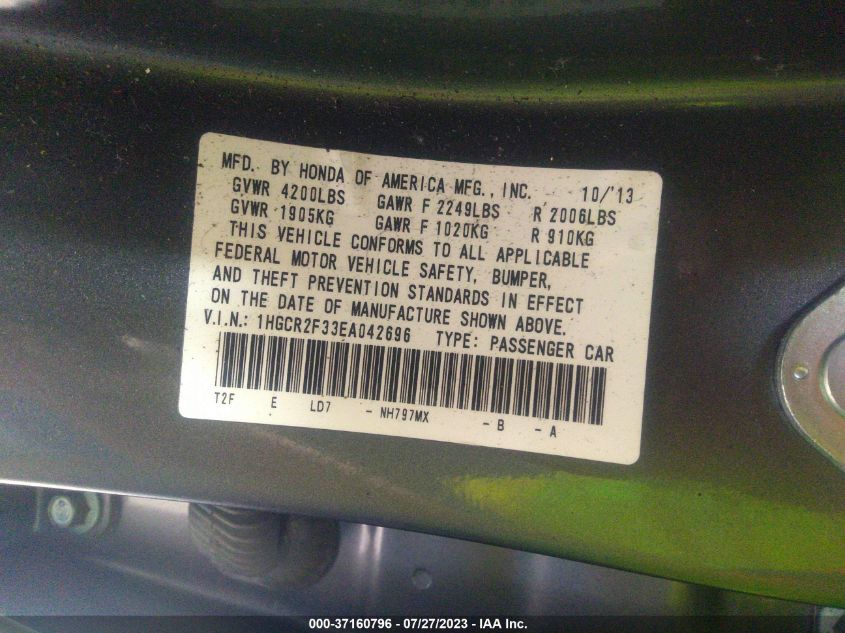 MFD. BY HONDA OF AMERICA MFG., INC. 10/'13
GVWR 4200LBS GAWR F 2249LBS R 2006LBS
GVWR 1905KG GAWR F 1020KG R 910KG
THIS VEHICLE CONFORMS TO ALL APPLICABLE
FEDERAL MOTOR VEHICLE SAFETY, BUMPER,
AND THEFT PREVENTION STANDARDS IN EFFECT
ON THE DATE OF MANUFACTURE SHOWN ABOVE.
V.I.N.: 1HGCR2F33EA042696 TYPE: PASSENGER CAR
T2F E LD7 - NH797MX - B - A
000-37160796 - 07/27/2023 - IAA Inc.